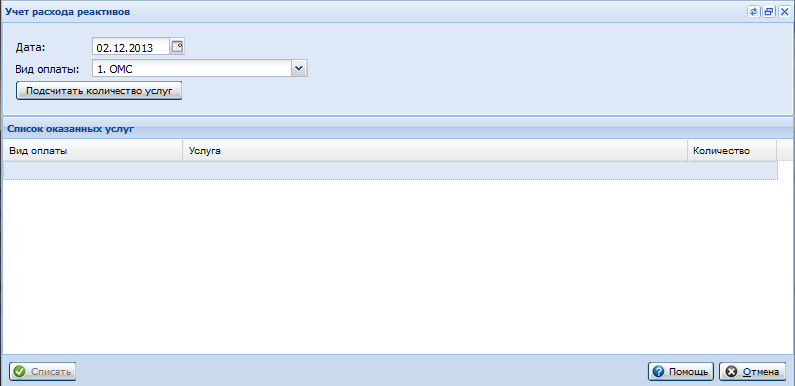 Учет расхода реактивов
Дата: 02.12.2013
Вид оплаты: 1. ОМС
Подсчитать количество услуг
Список оказанных услуг
Вид оплаты Услуга Количество
Списать Помощь Отмена